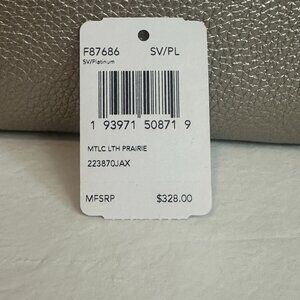 F87686 SV/PL
SV/Platinum
1 93971 50871 9
MTLC LTH PRAIRIE
223870JAX
MFSRP $328.00